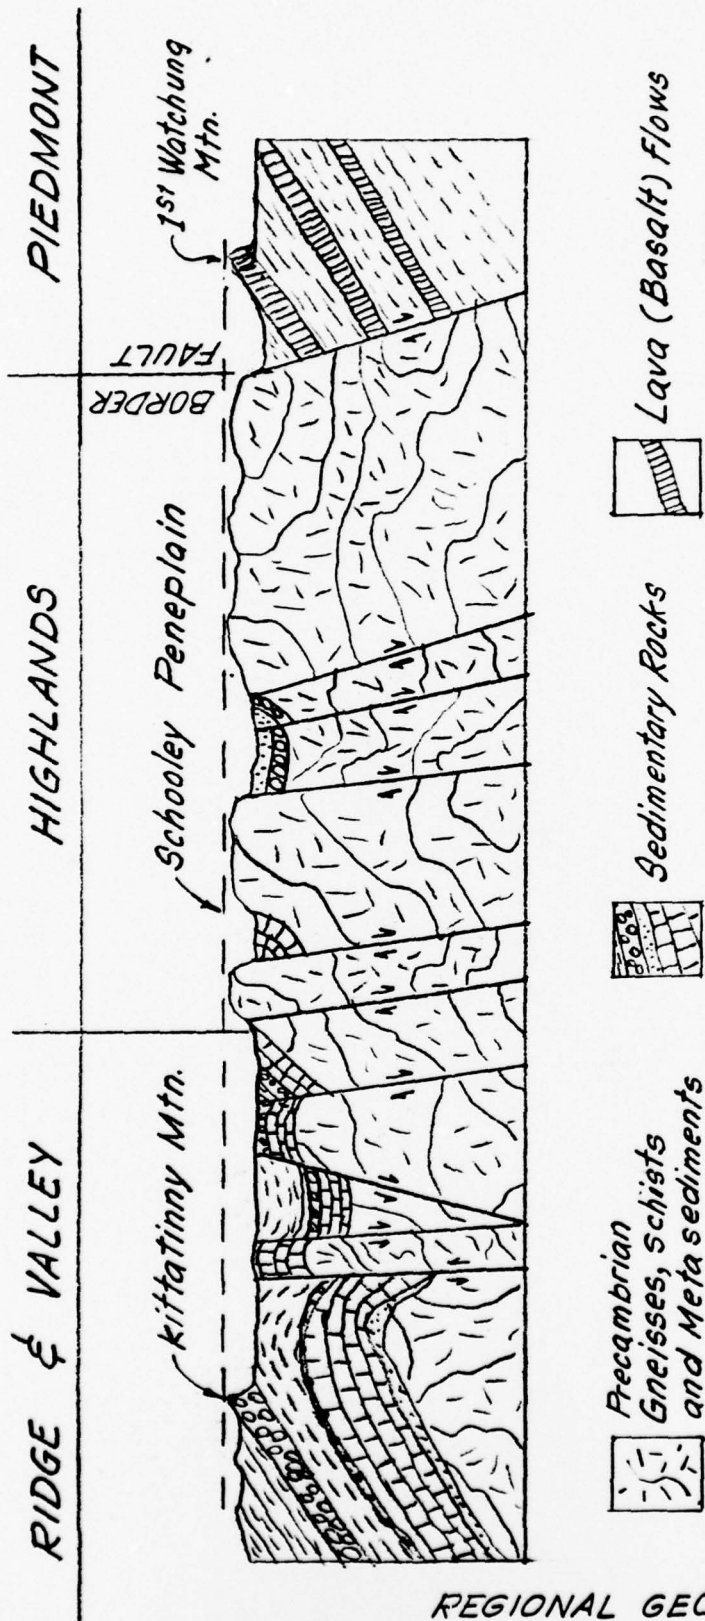 RIDGE & VALLEY
HIGHLANDS
PIEDMONT
BORDER
FAULT
Kittatinny Mtn.
Schooley Peneplain
1ST Watchung
Mtn.
Precambrian
Gneisses, schists
and Metasediments
Sedimentary Rocks
Lava (Basalt) Flows
REGIONAL GEO